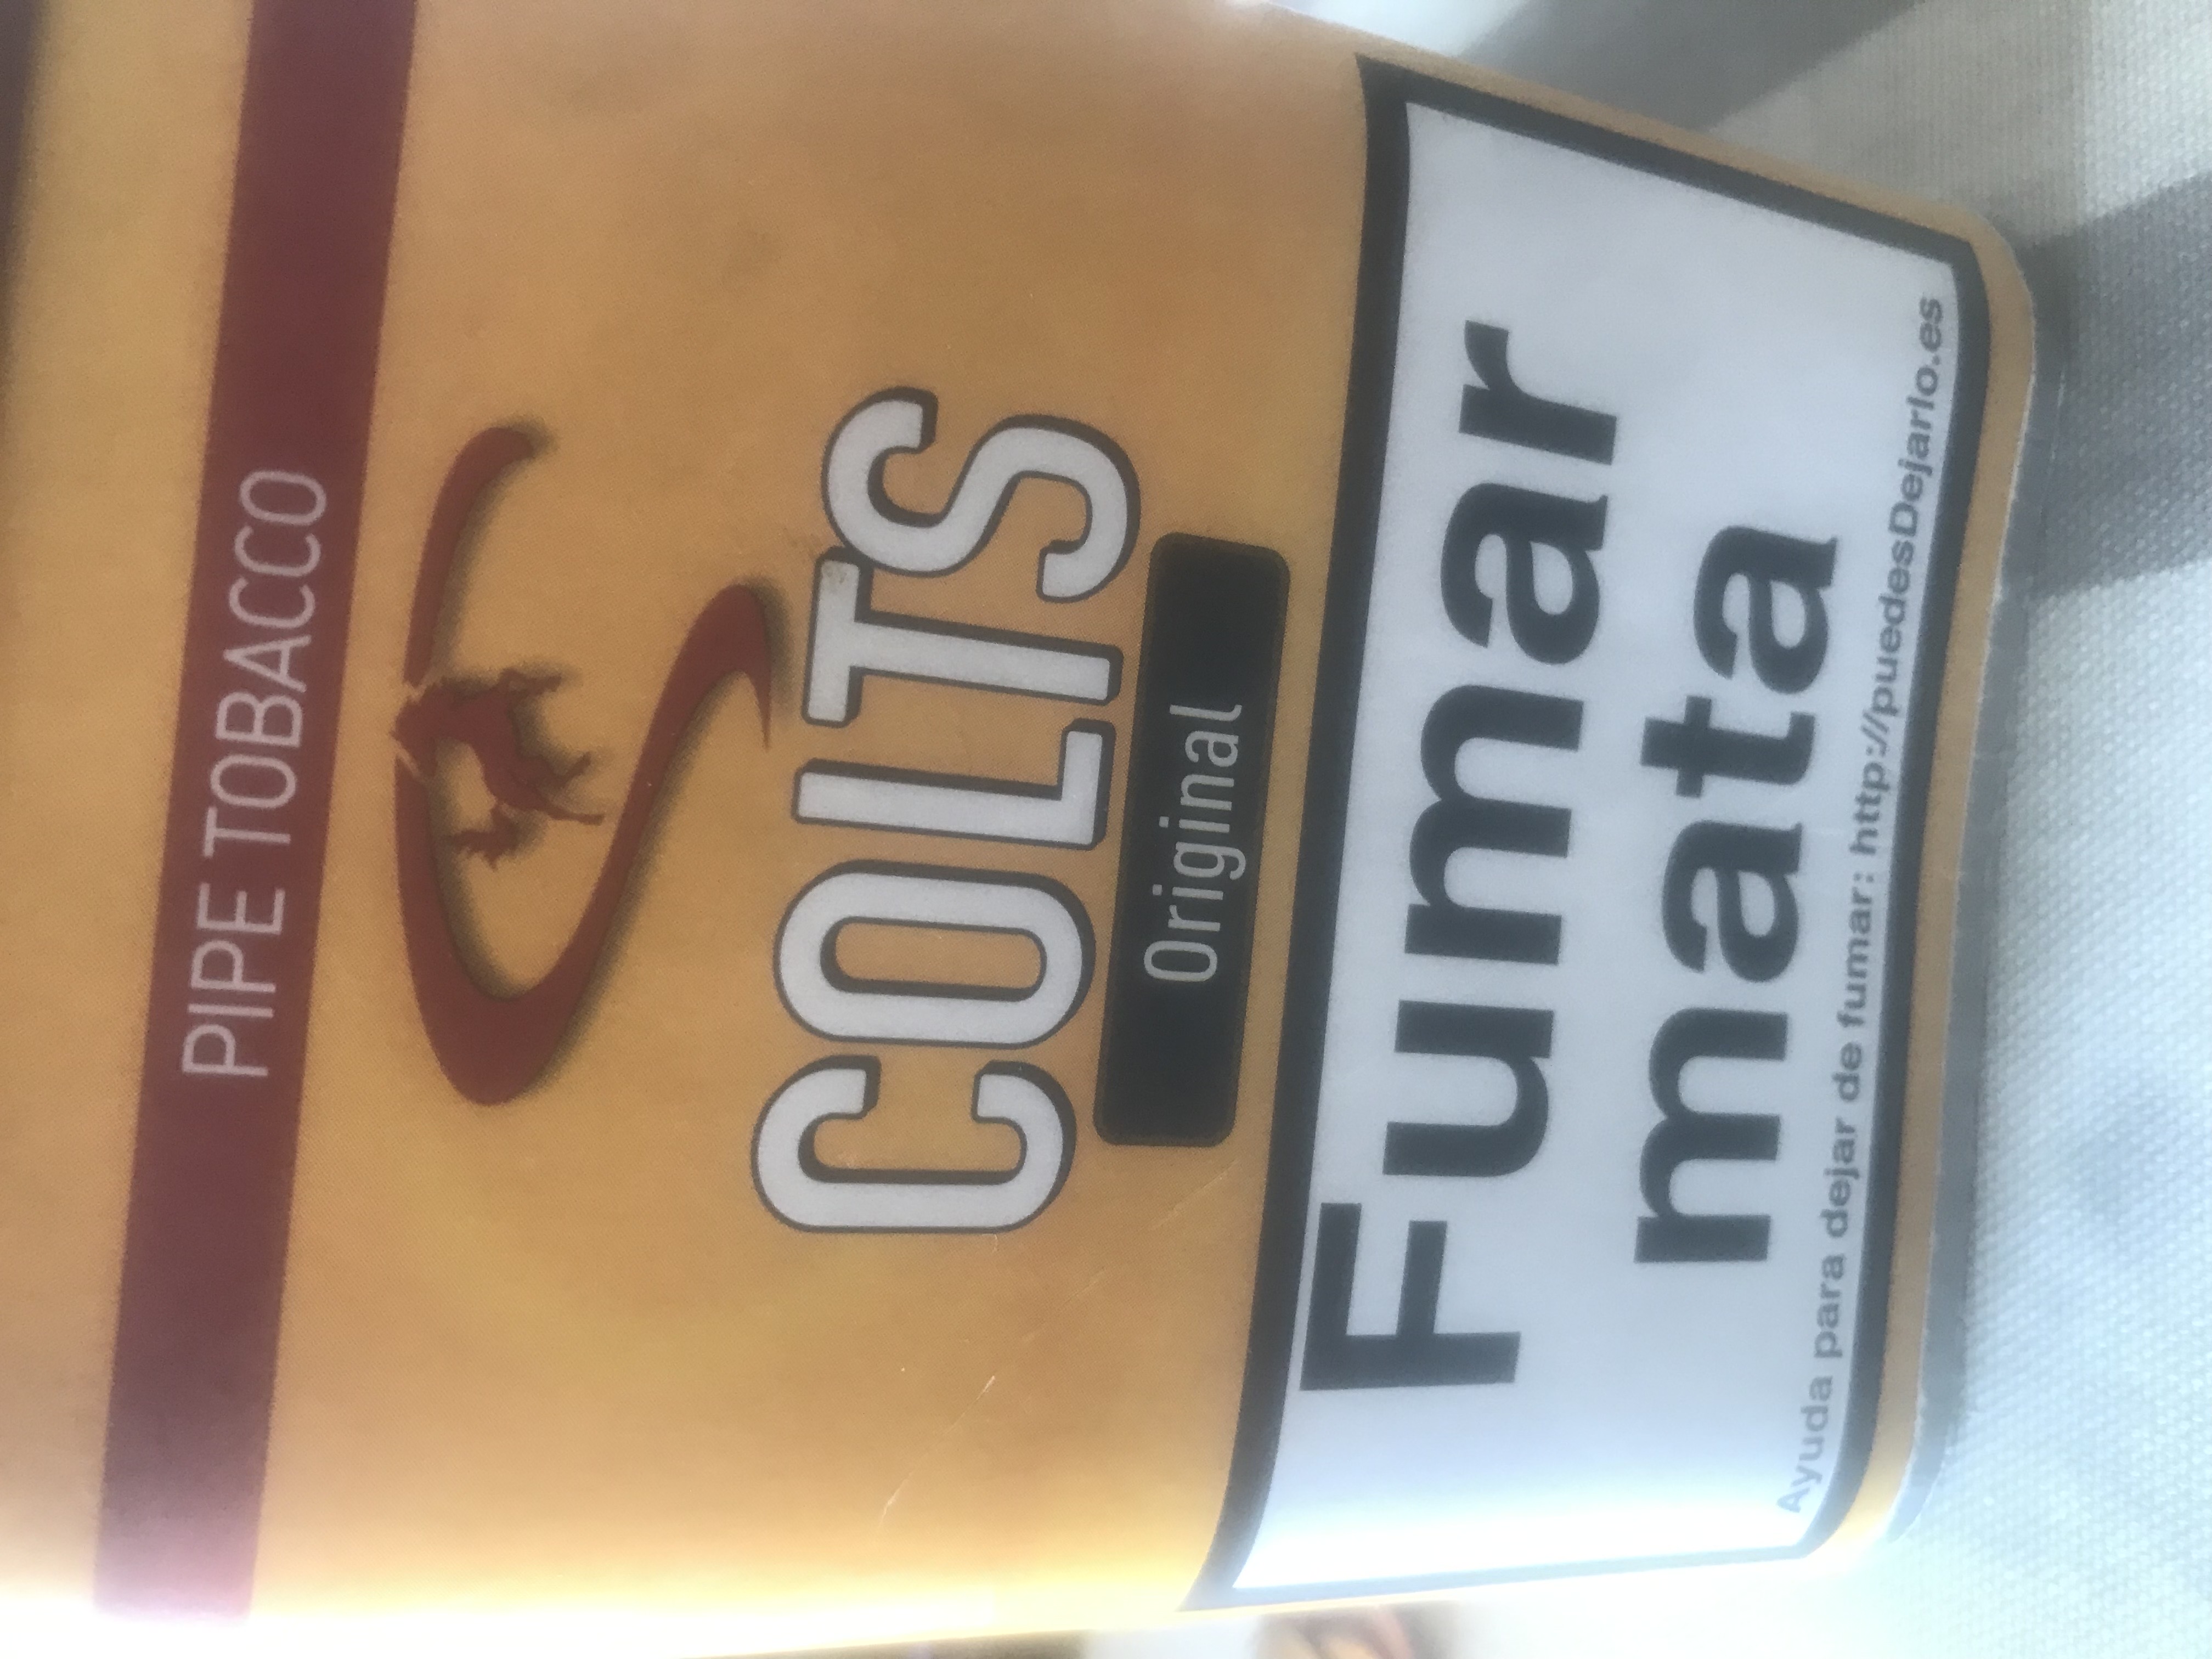 PIPE TOBACCO
COLTS
Original
Fumar
mata
Ayuda para dejar de fumar: http://puedesDejarlo.es